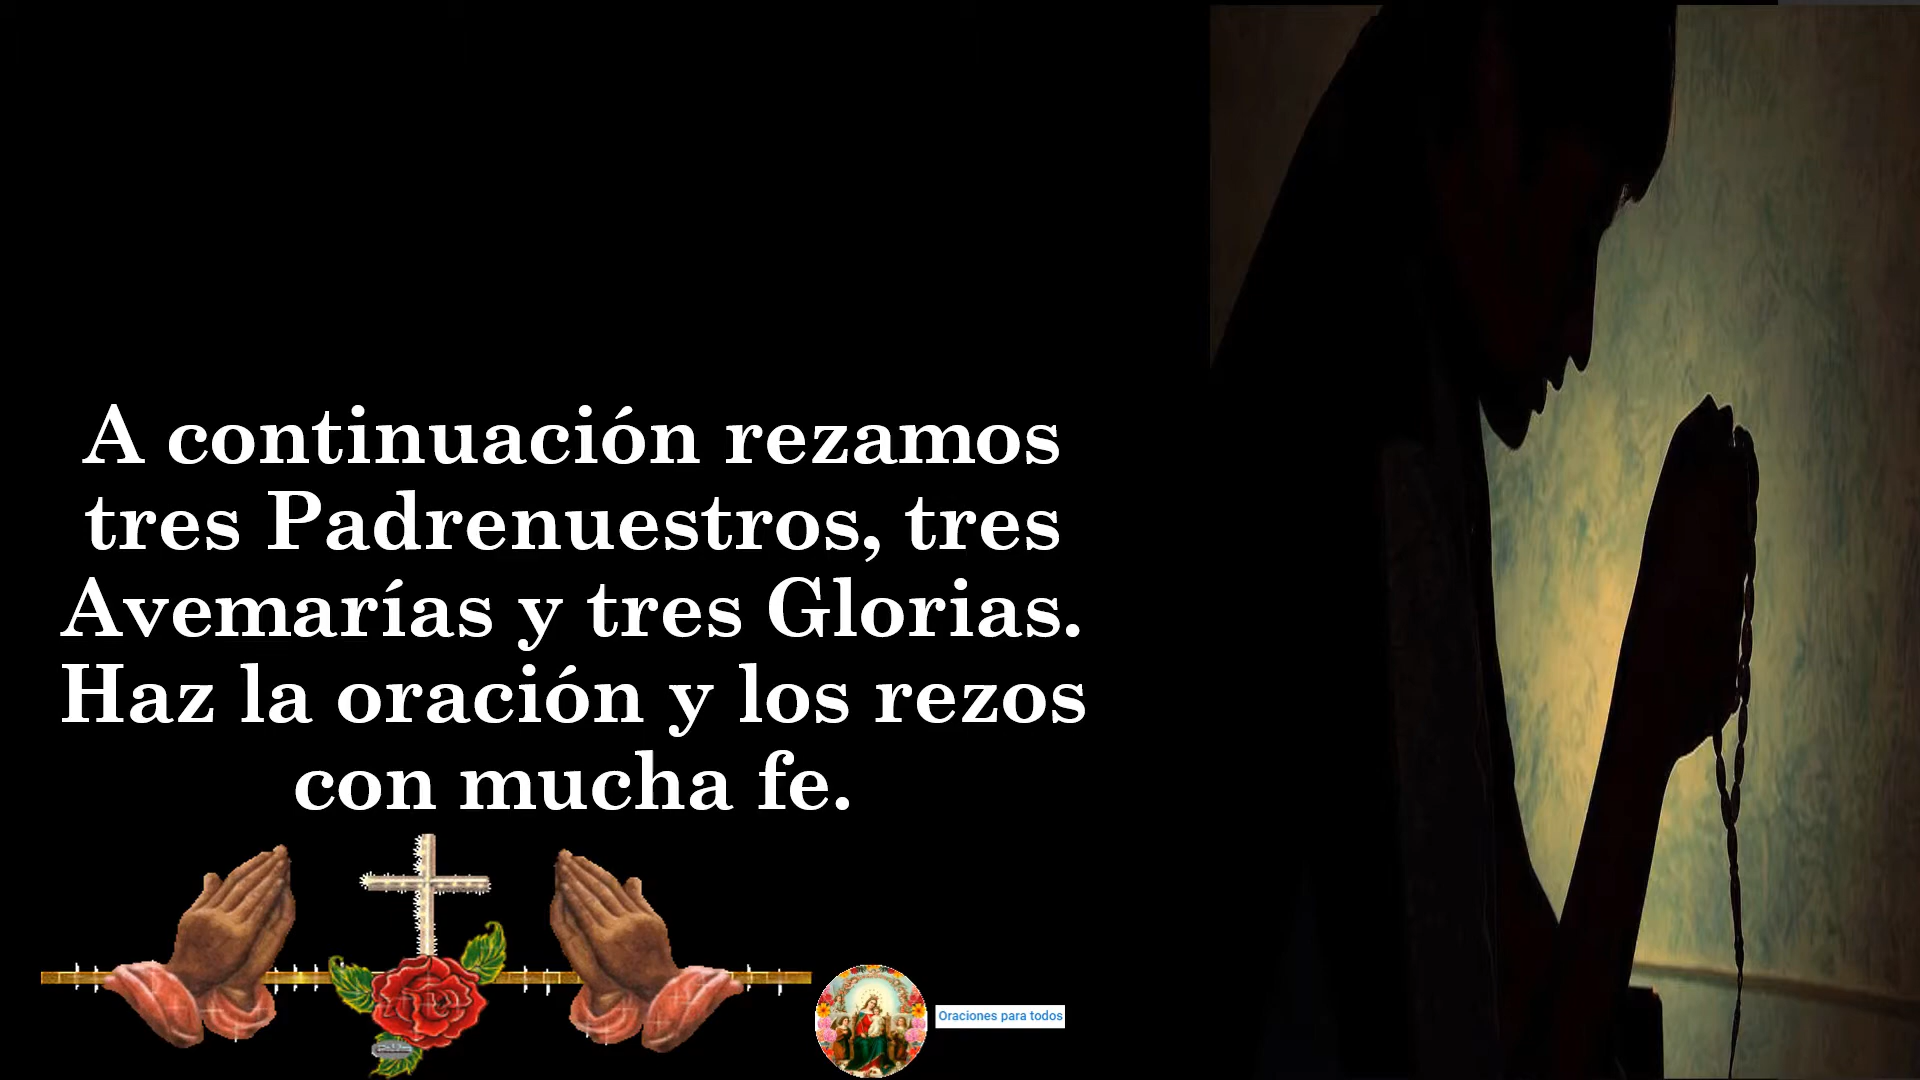 A continuación rezamos
tres Padrenuestros, tres
Avemarías y tres Glorias.
Haz la oración y los rezos
con mucha fe.
Oraciones para todos